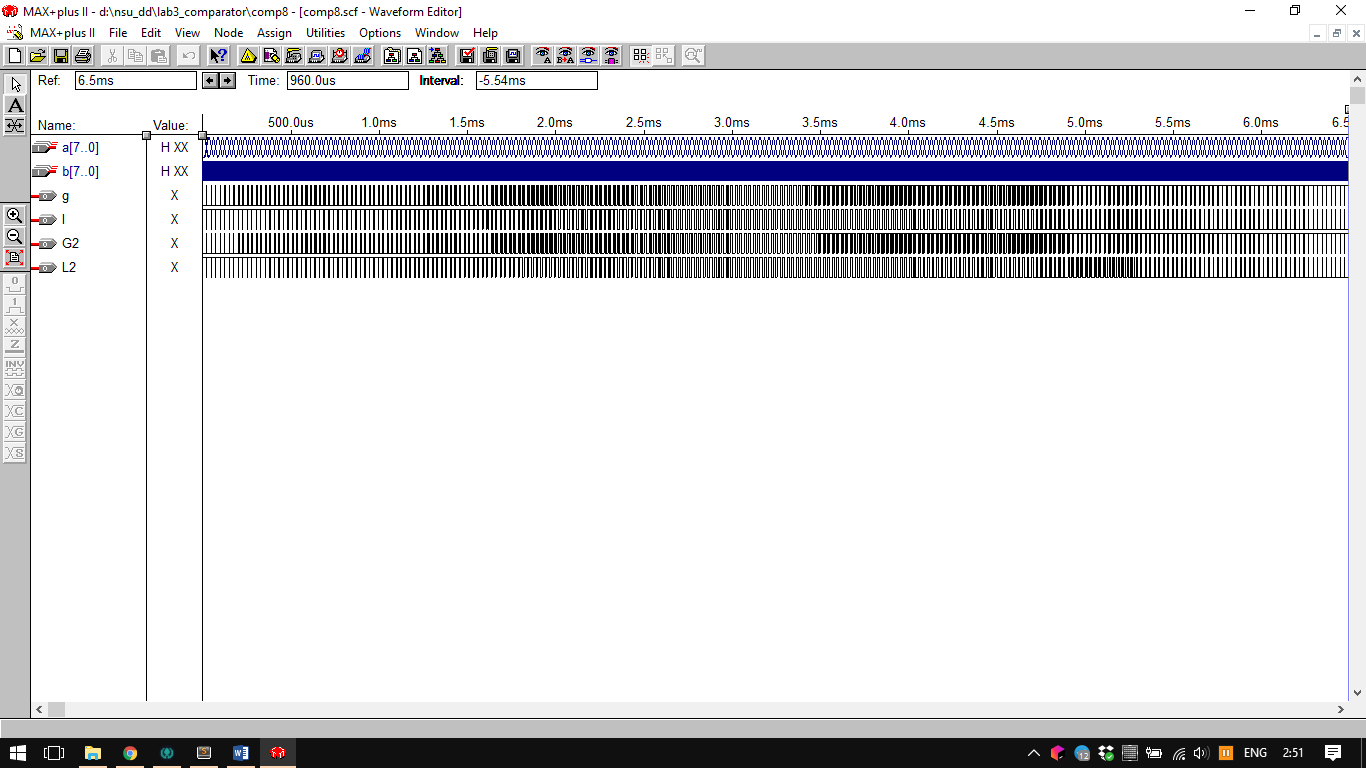 MAX+plus II - d:\nsu_dd\lab3_comparator\comp8 - [comp8.scf - Waveform Editor]
MAX+plus II File Edit View Node Assign Utilities Options Window Help
Ref: 6.5ms Time: 960.0us Interval: -5.54ms
Name: Value: 500.0us 1.0ms 1.5ms 2.0ms 2.5ms 3.0ms 3.5ms 4.0ms 4.5ms 5.0ms 5.5ms 6.0ms 6.5
a[7..0] H XX
b[7..0] H XX
g X
l X
G2 X
L2 X
ENG 2:51